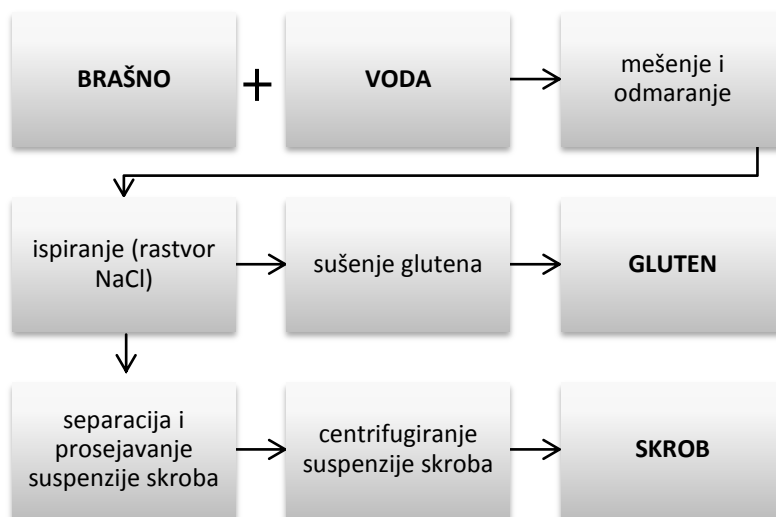 BRAŠNO
+
VODA
mešenje i
odmaranje
ispiranje (rastvor
NaCl)
sušenje glutena
GLUTEN
separacija i
prosejavanje
suspenzije skroba
centrifugiranje
suspenzije skroba
SKROB